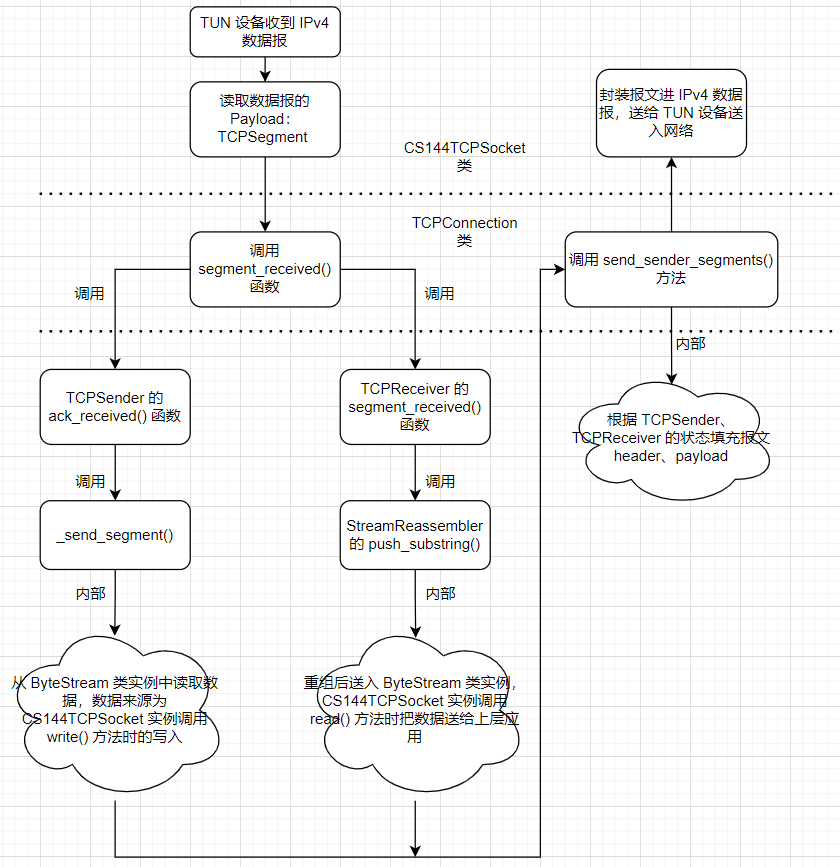 TUN 设备收到 IPv4
数据报
读取数据报的
Payload：
TCPSegment
CS144TCPSocket
类
封装报文进 IPv4 数据
报，送给 TUN 设备送
入网络
TCPConnection
类
调用
segment_received()
函数
调用 send_sender_segments()
方法
调用
调用
内部
TCPSender 的
ack_received() 函数
TCPReceiver 的
segment_received()
函数
根据 TCPSender、
TCPReceiver 的状态填充报文
header、payload
调用
调用
_send_segment()
StreamReassembler
的 push_substring()
内部
内部
从 ByteStream 类实例中读取数
据，数据来源为
CS144TCPSocket 实例调用
write() 方法时的写入
重组后送入 ByteStream 类实例，
CS144TCPSocket 实例调用
read() 方法时把数据送给上层应
用